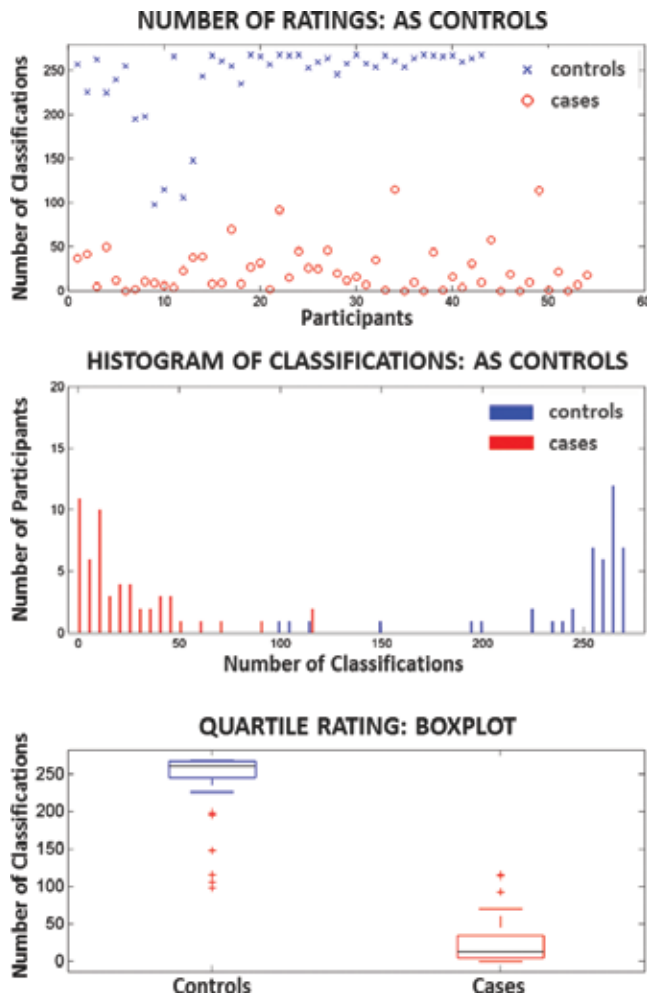 NUMBER OF RATINGS: AS CONTROLS
Number of Classifications
250
200
150
100
50
0
× controls
○ cases
0 10 20 30 40 50 60
Participants
HISTOGRAM OF CLASSIFICATIONS: AS CONTROLS
Number of Participants
20
15
10
5
0
controls
cases
0 50 100 150 200 250
Number of Classifications
QUARTILE RATING: BOXPLOT
Number of Classifications
250
200
150
100
50
0
Controls Cases